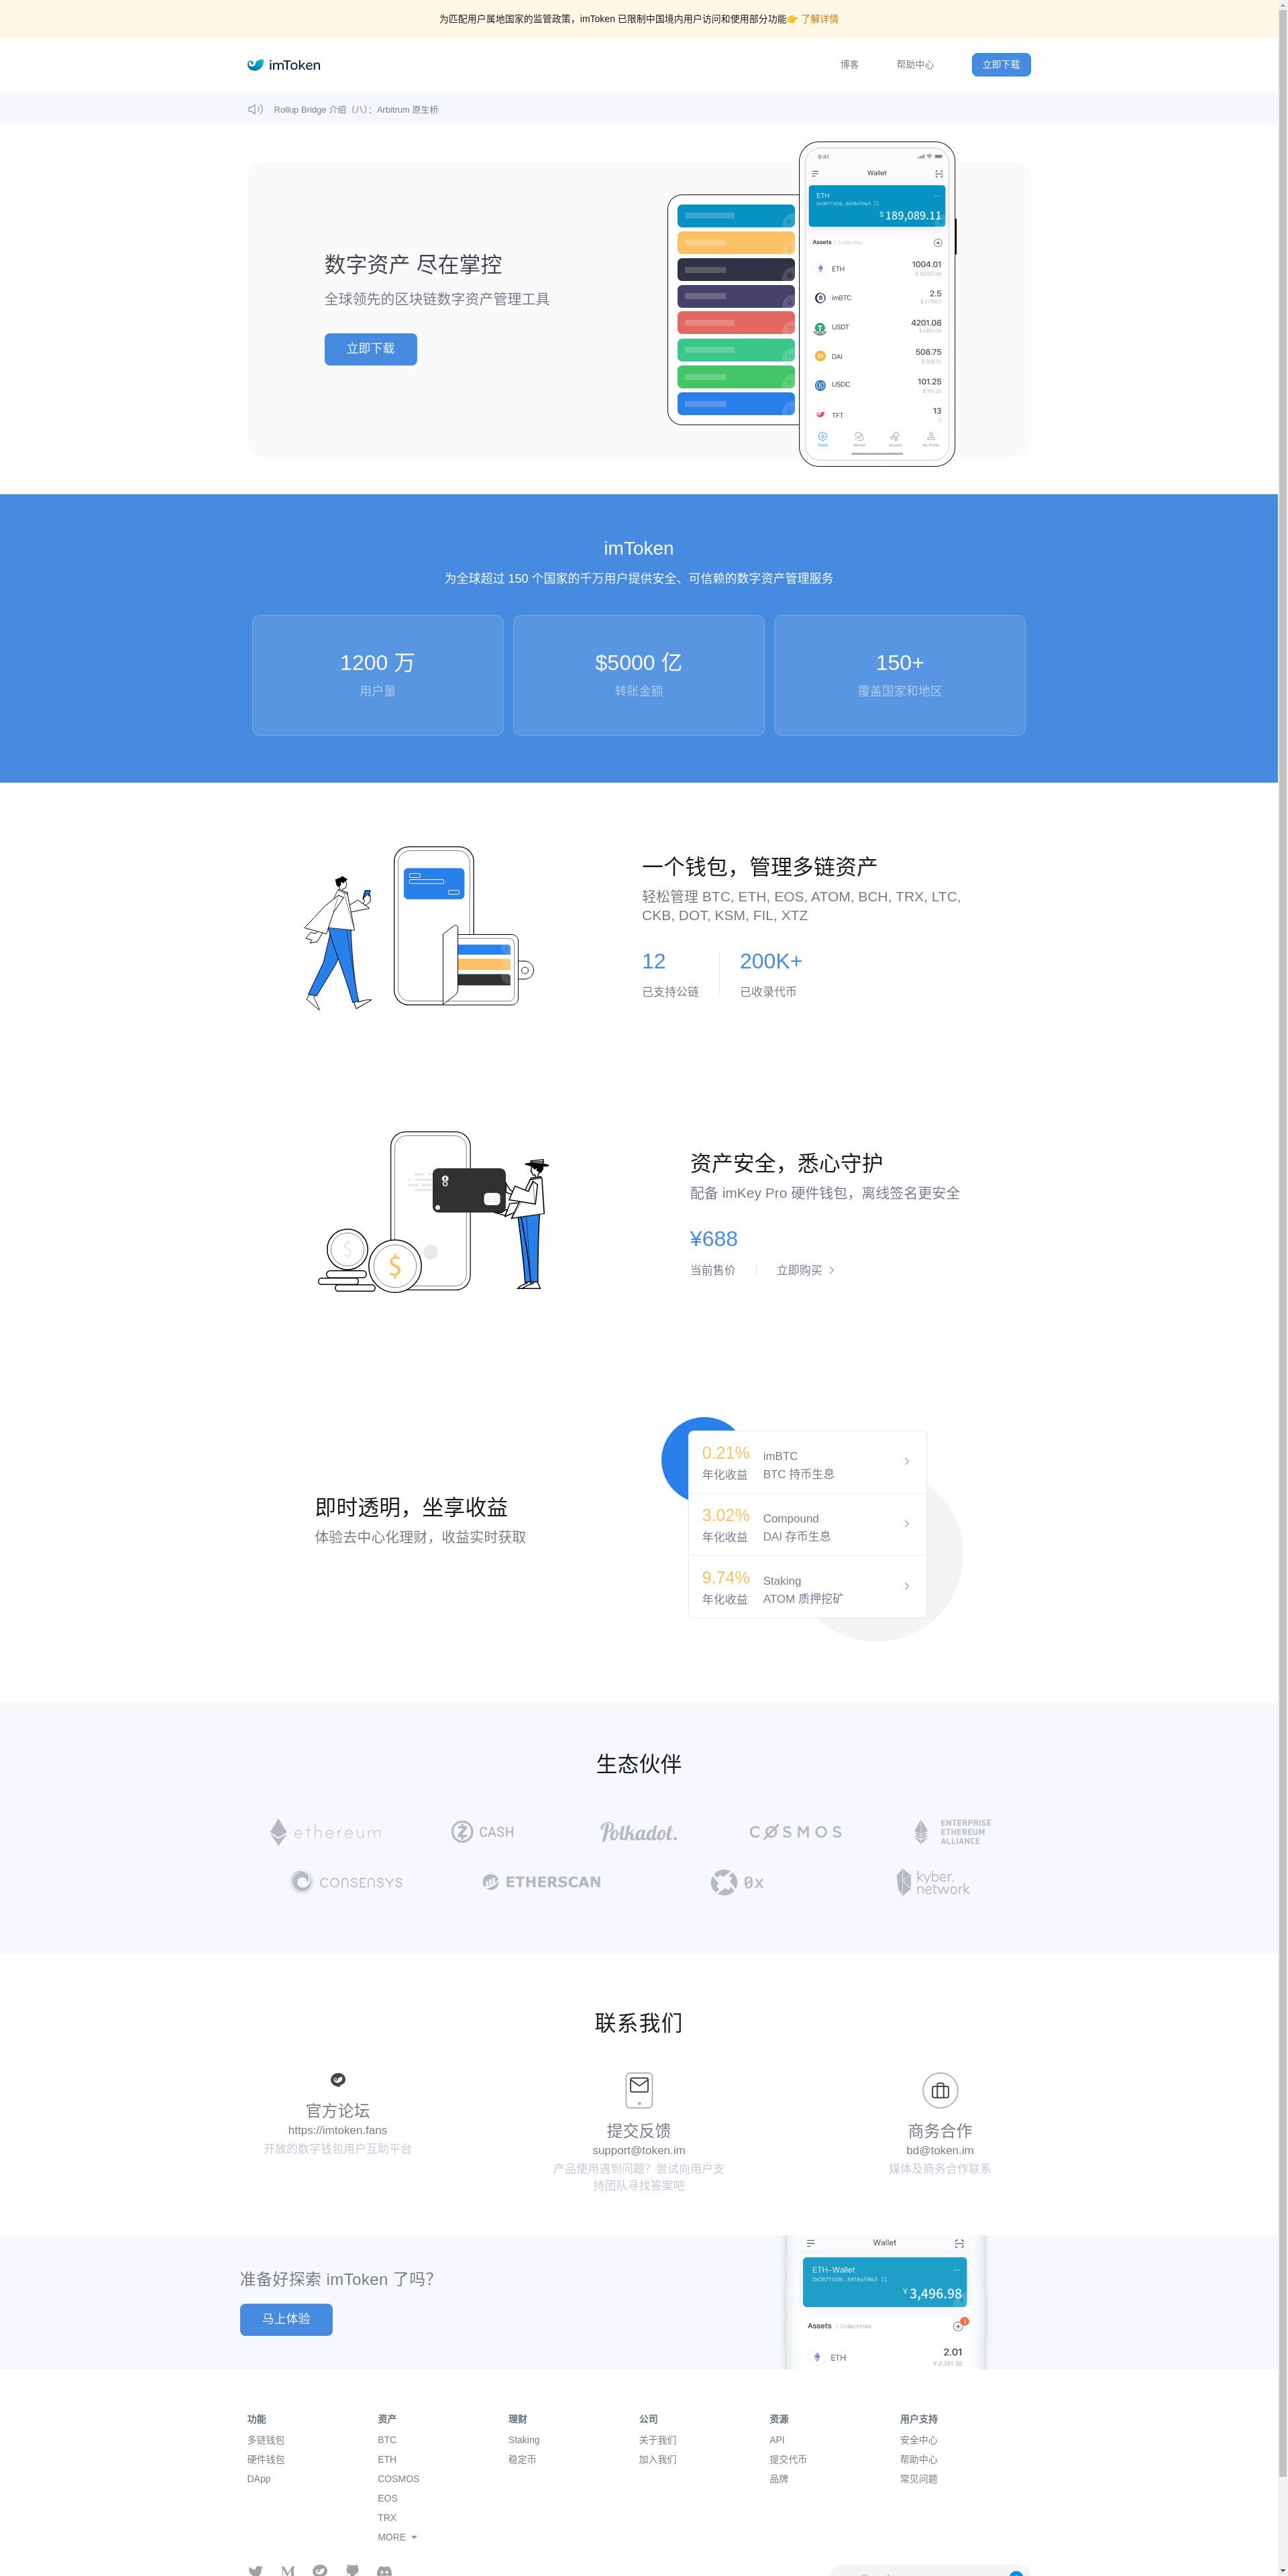 为匹配用户属地国家的监管政策，imToken 已限制中国境内用户访问和使用部分功能👉 了解详情
imToken
博客
帮助中心
立即下载
Rollup Bridge 介绍（八）：Arbitrum 原生桥
数字资产 尽在掌控
全球领先的区块链数字资产管理工具
立即下载
9:41
Wallet
ETH
$ 189,089.11
Assets / Collectibles
ETH 1004.01
imBTC 2.5
USDT 4201.08
$ 4201.08
DAI 508.75
$ 508.75
USDC 101.25
$ 101.25
TFT 13
0
Wallet Market Browser My Profile
imToken
为全球超过 150 个国家的千万用户提供安全、可信赖的数字资产管理服务
1200 万
用户量
$5000 亿
转账金额
150+
覆盖国家和地区
一个钱包，管理多链资产
轻松管理 BTC, ETH, EOS, ATOM, BCH, TRX, LTC,
CKB, DOT, KSM, FIL, XTZ
12
已支持公链
200K+
已收录代币
资产安全，悉心守护
配备 imKey Pro 硬件钱包，离线签名更安全
¥688
当前售价
立即购买
即时透明，坐享收益
体验去中心化理财，收益实时获取
0.21%
年化收益
imBTC
BTC 持币生息
3.02%
年化收益
Compound
DAI 存币生息
9.74%
年化收益
Staking
ATOM 质押挖矿
生态伙伴
ethereum
CASH
Polkadot.
COSMOS
ENTERPRISE
ETHEREUM
ALLIANCE
CONSENSYS
ETHERSCAN
0x
kyber.
network
联系我们
官方论坛
https://imtoken.fans
开放的数字钱包用户互助平台
提交反馈
support@token.im
产品使用遇到问题？尝试向用户支
持团队寻找答案吧
商务合作
bd@token.im
媒体及商务合作联系
准备好探索 imToken 了吗？
马上体验
Wallet
ETH-Wallet
¥ 3,496.98
Assets / Collectibles
ETH 2.01
¥ 2,331.32
功能
多链钱包
硬件钱包
DApp
资产
BTC
ETH
COSMOS
EOS
TRX
MORE
理财
Staking
稳定币
公司
关于我们
加入我们
资源
API
提交代币
品牌
用户支持
安全中心
帮助中心
常见问题